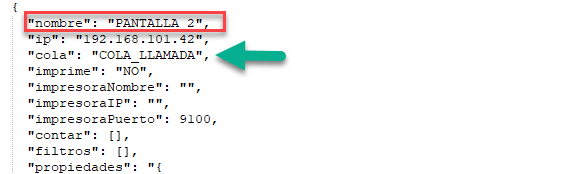 {
"nombre": "PANTALLA 2",
"ip": "192.168.101.42",
"cola": "COLA_LLAMADA",
"imprime": "NO",
"impresoraNombre": "",
"impresoraIP": "",
"impresoraPuerto": 9100,
"contar": [],
"filtros": [],
"propiedades": "{